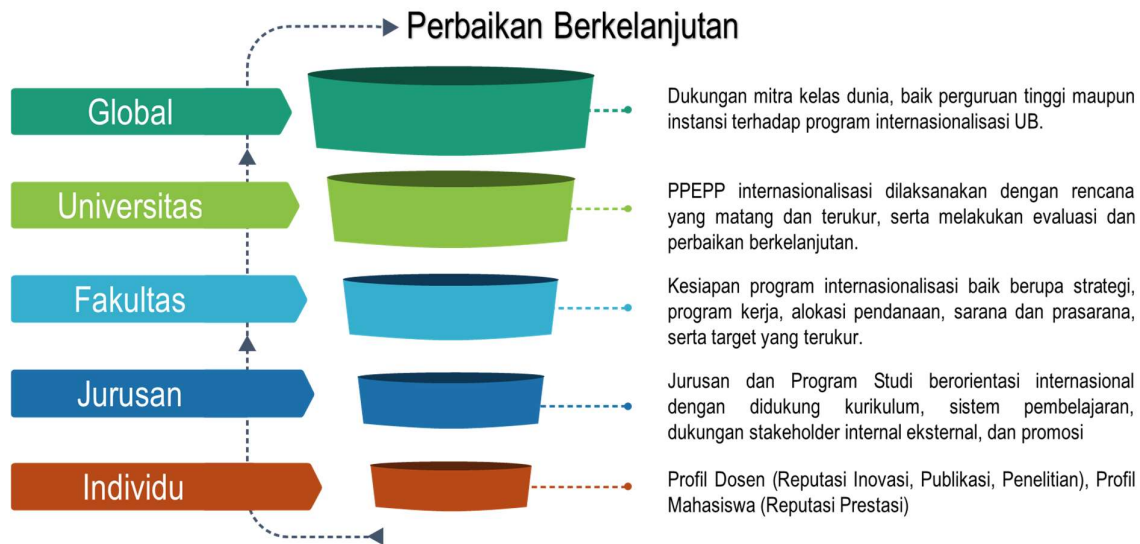 Perbaikan Berkelanjutan
Global
Dukungan mitra kelas dunia, baik perguruan tinggi maupun
instansi terhadap program internasionalisasi UB.
Universitas
PPEPP internasionalisasi dilaksanakan dengan rencana
yang matang dan terukur, serta melakukan evaluasi dan
perbaikan berkelanjutan.
Fakultas
Kesiapan program internasionalisasi baik berupa strategi,
program kerja, alokasi pendanaan, sarana dan prasarana,
serta target yang terukur.
Jurusan
Jurusan dan Program Studi berorientasi internasional
dengan didukung kurikulum, sistem pembelajaran,
dukungan stakeholder internal eksternal, dan promosi
Individu
Profil Dosen (Reputasi Inovasi, Publikasi, Penelitian), Profil
Mahasiswa (Reputasi Prestasi)